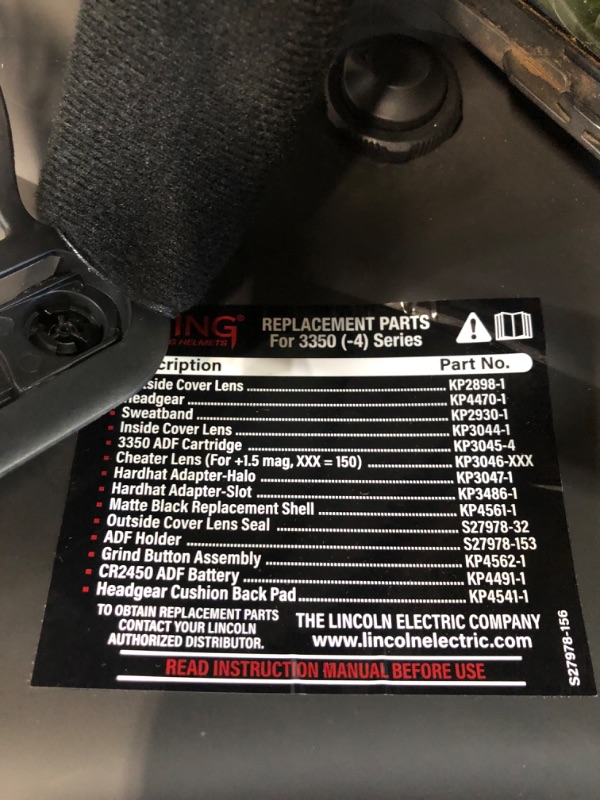 REPLACEMENT PARTS
For 3350 (-4) Series
Part No.
Cover Lens KP2898-1
KP4470-1
Sweatband KP2930-1
Inside Cover Lens KP3044-1
3350 ADF Cartridge KP3045-4
Cheater Lens (For +1.5 mag, XXX = 150) KP3046-XXX
Hardhat Adapter-Halo KP3047-1
Hardhat Adapter-Slot KP3486-1
Matte Black Replacement Shell KP4561-1
Outside Cover Lens Seal S27978-32
ADF Holder S27978-153
Grind Button Assembly KP4562-1
CR2450 ADF Battery KP4491-1
Headgear Cushion Back Pad KP4541-1
TO OBTAIN REPLACEMENT PARTS
CONTACT YOUR LINCOLN
AUTHORIZED DISTRIBUTOR.
THE LINCOLN ELECTRIC COMPANY
www.lincolnelectric.com
READ INSTRUCTION MANUAL BEFORE USE
S27978-156